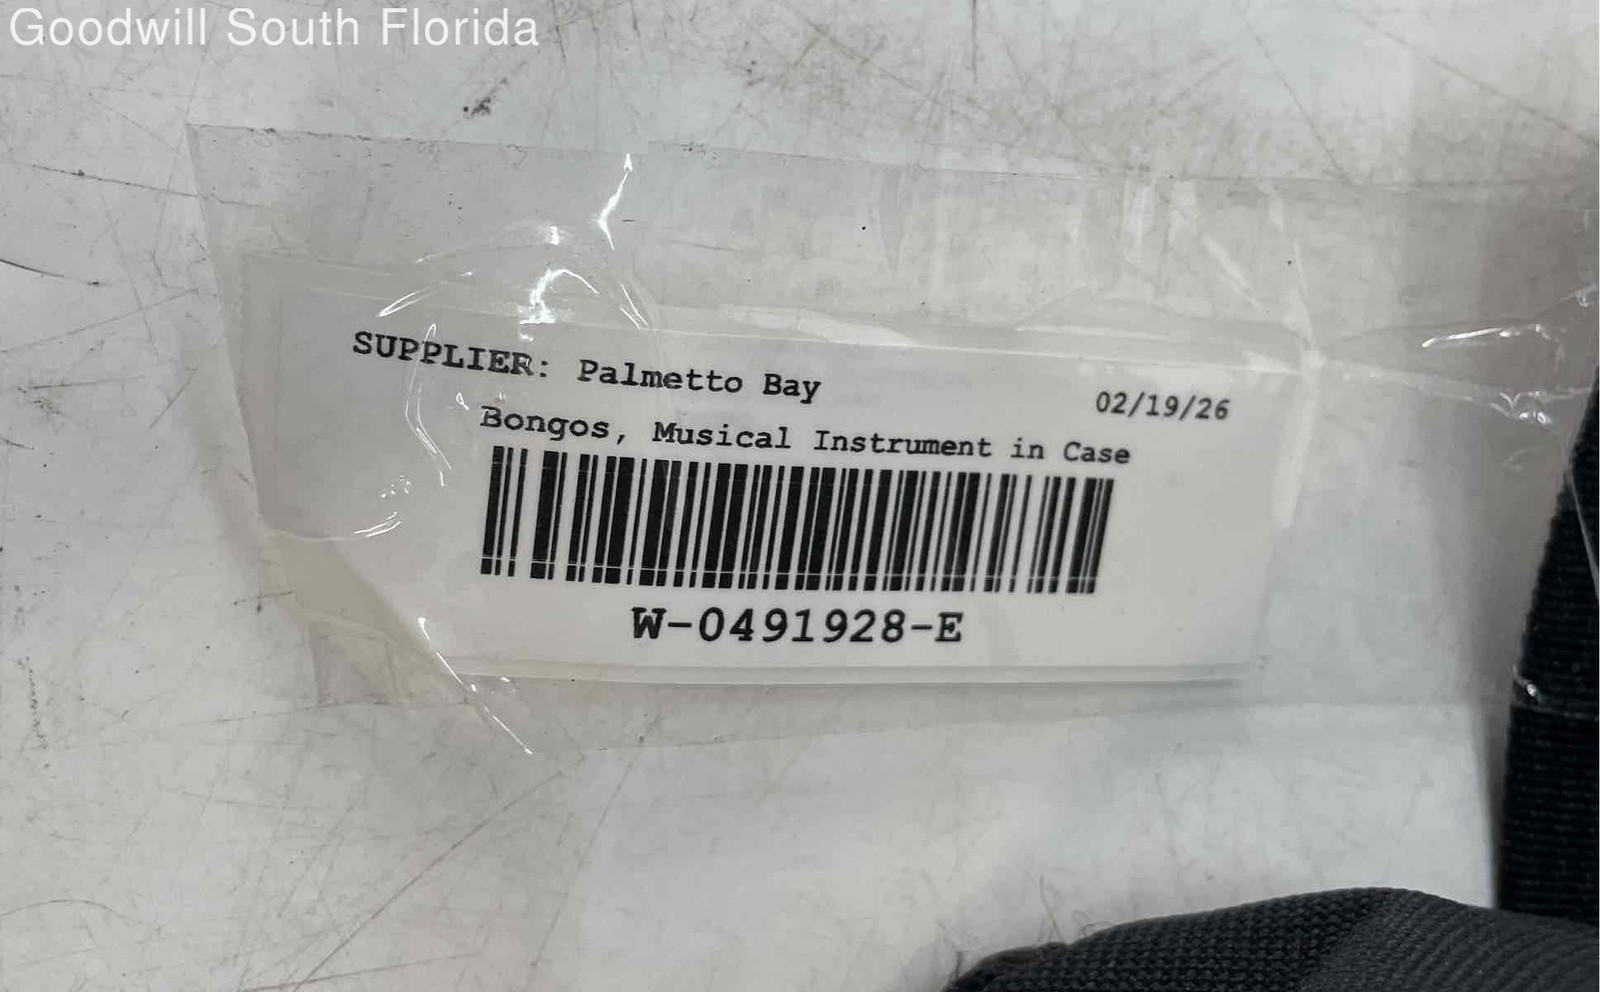 Goodwill South Florida
SUPPLIER: Palmetto Bay
02/19/26
Bongos, Musical Instrument in Case
W-0491928-E